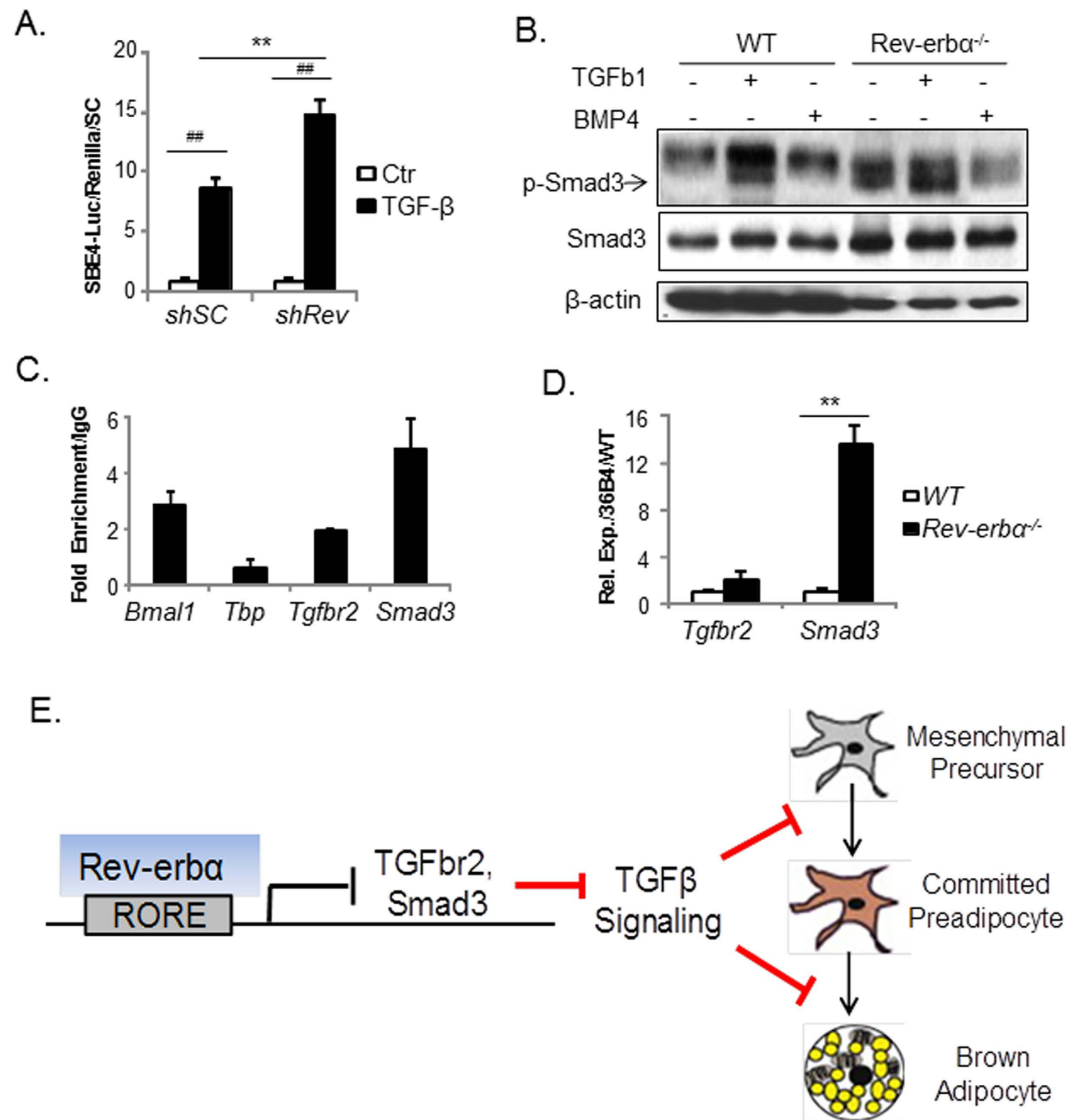 A.
**
##
##
SBE4-Luc/Renilla/SC
20
15
10
5
0
Ctr
TGF-β
shSC
shRev
B.
WT
Rev-erbα-/-
TGFb1
- + - - + -
BMP4
- - + - - +
p-Smad3
Smad3
β-actin
C.
Fold Enrichment/IgG
6
4
2
0
Bmal1
Tbp
Tgfbr2
Smad3
D.
**
Rel. Exp./36B4/WT
16
12
8
4
0
WT
Rev-erbα-/-
Tgfbr2
Smad3
E.
Rev-erbα
RORE
TGFbr2,
Smad3
TGFβ
Signaling
Mesenchymal
Precursor
Committed
Preadipocyte
Brown
Adipocyte